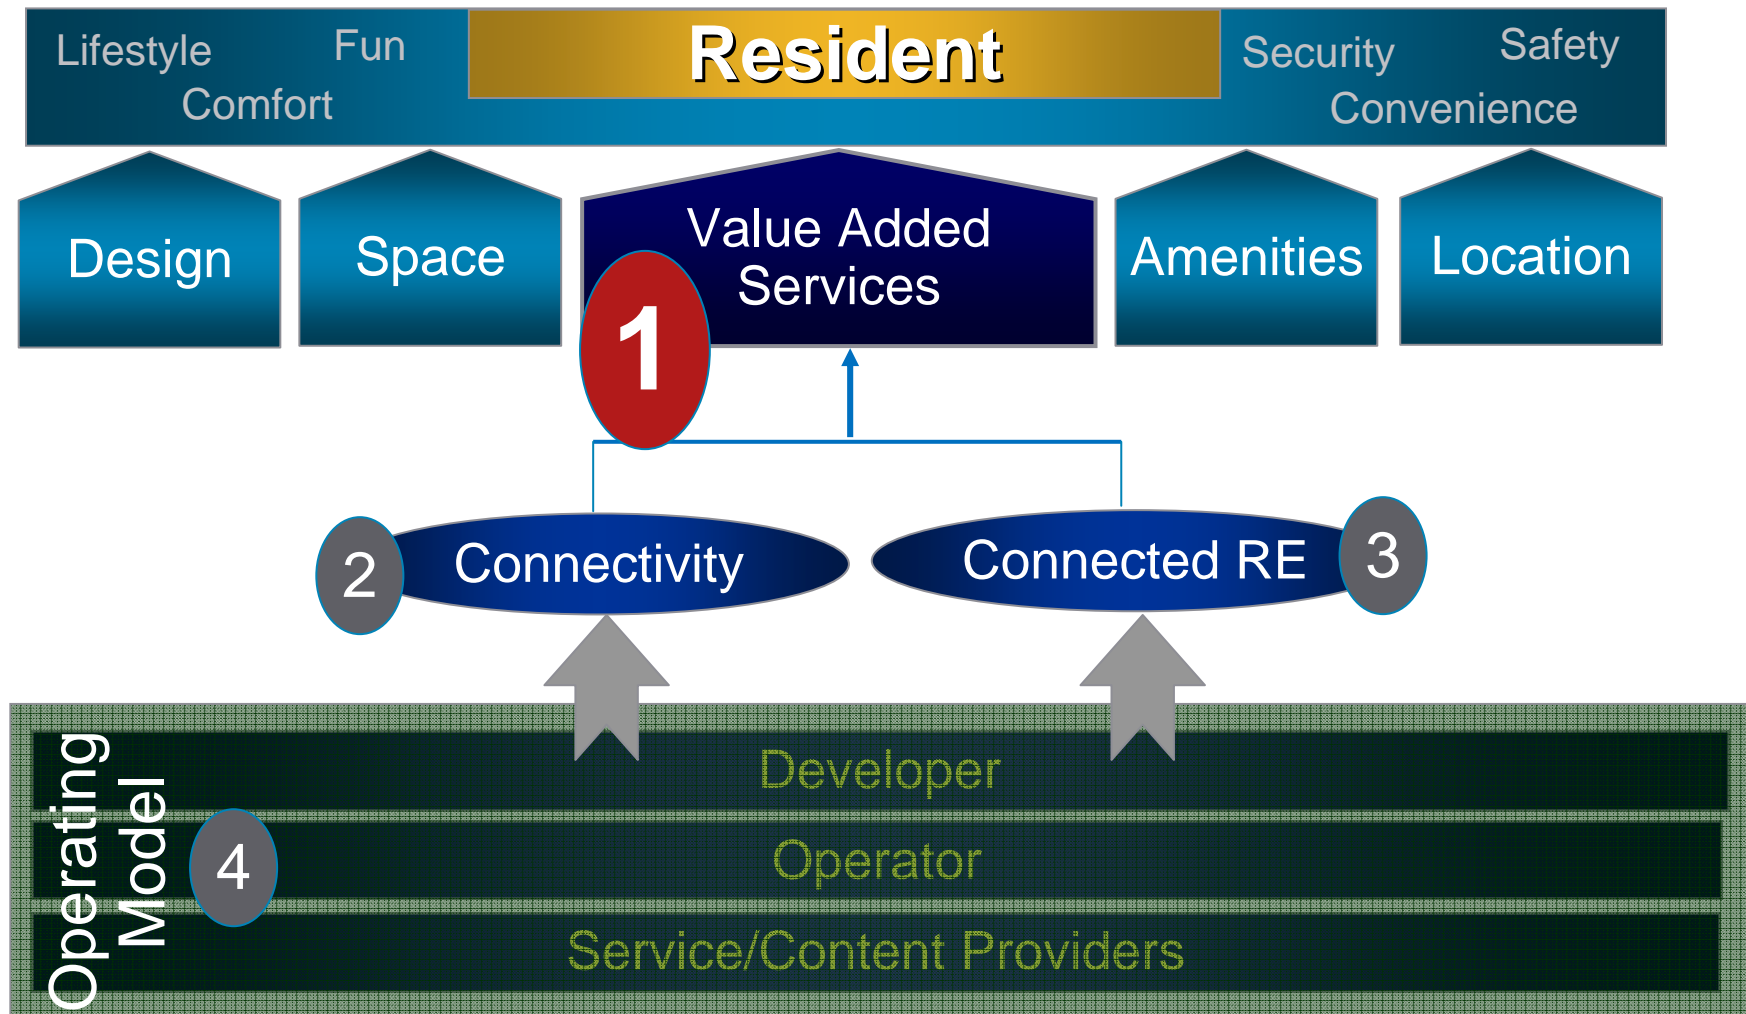 Resident
Lifestyle
Fun
Comfort
Security
Safety
Convenience
Design
Space
Value Added
Services
Amenities
Location
1
2
Connectivity
Connected RE
3
Operating
Model
4
Developer
Operator
Service/Content Providers